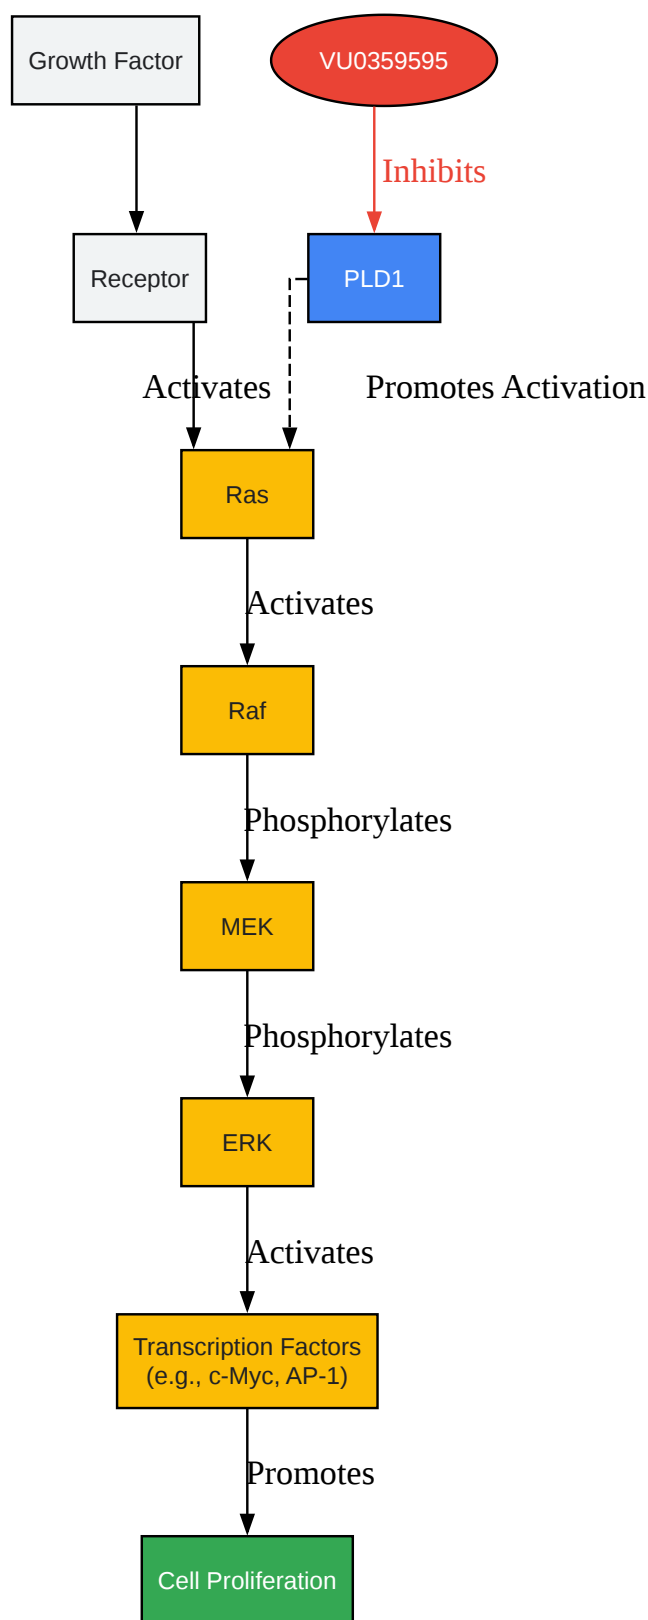 Growth Factor
VU0359595
Inhibits
Receptor
PLD1
Activates
Promotes Activation
Ras
Activates
Raf
Phosphorylates
MEK
Phosphorylates
ERK
Activates
Transcription Factors
(e.g., c-Myc, AP-1)
Promotes
Cell Proliferation